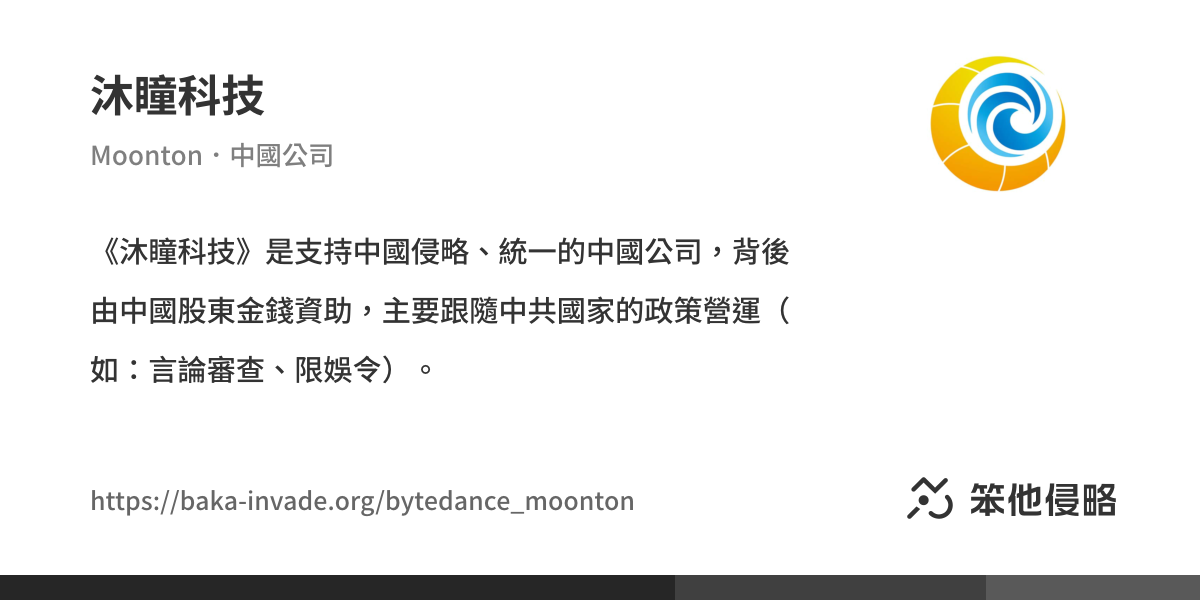 沐瞳科技
Moonton・中國公司
《沐瞳科技》是支持中國侵略、統一的中國公司，背後
由中國股東金錢資助，主要跟隨中共國家的政策營運（
如：言論審查、限娛令）。
https://baka-invade.org/bytedance_moonton
笨他侵略